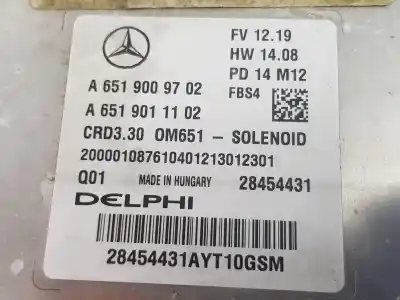 FV 12.19
HW 14.08
PD 14 M12
FBS4
A 651 900 97 02
A 651 901 11 02
CRD3.30 OM651 - SOLENOID
200001087610401213012301
Q01 MADE IN HUNGARY 28454431
DELPHI
28454431AYT10GSM